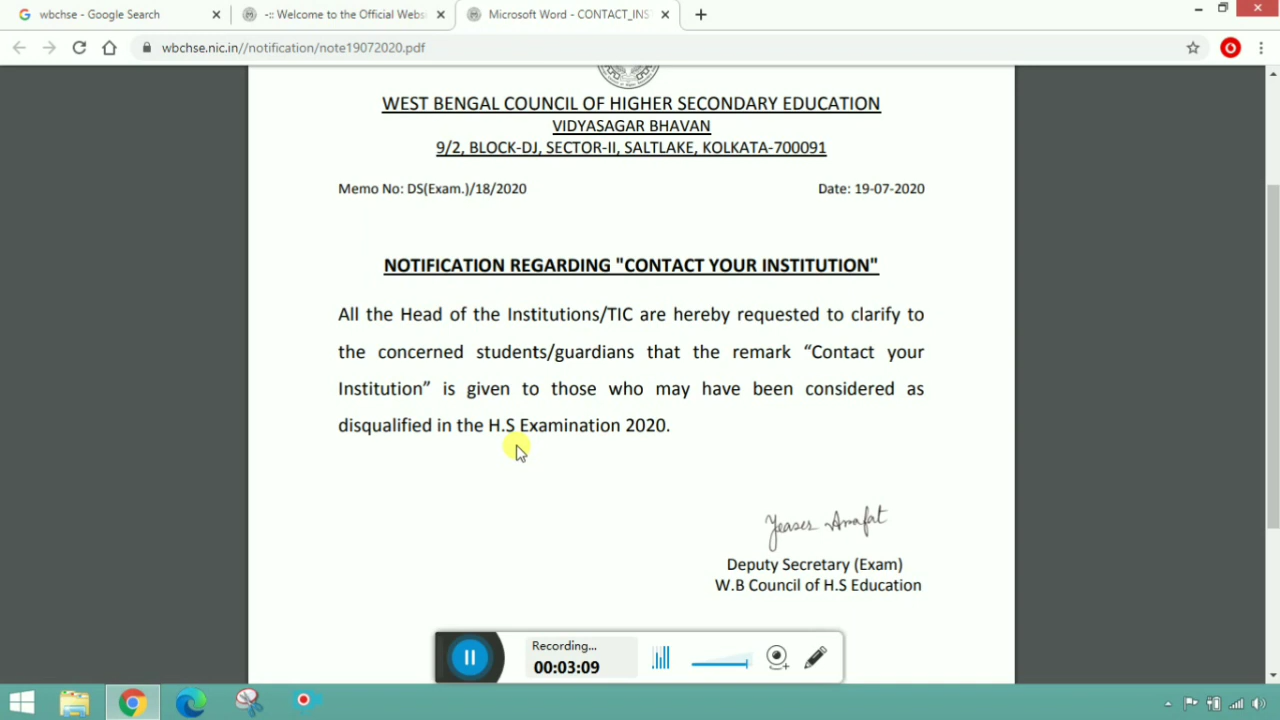 wbchse - Google Search
-:: Welcome to the Official Webs
Microsoft Word - CONTACT_INS
wbchse.nic.in//notification/note19072020.pdf
WEST BENGAL COUNCIL OF HIGHER SECONDARY EDUCATION
VIDYASAGAR BHAVAN
9/2, BLOCK-DJ, SECTOR-II, SALTLAKE, KOLKATA-700091
Memo No: DS(Exam.)/18/2020 Date: 19-07-2020
NOTIFICATION REGARDING "CONTACT YOUR INSTITUTION"
All the Head of the Institutions/TIC are hereby requested to clarify to
the concerned students/guardians that the remark “Contact your
Institution” is given to those who may have been considered as
disqualified in the H.S Examination 2020.
Yeases Arafat
Deputy Secretary (Exam)
W.B Council of H.S Education
Recording...
00:03:09